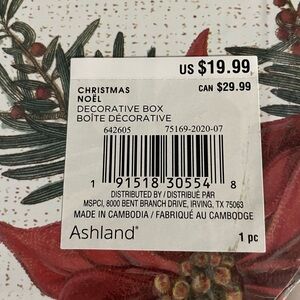 US $19.99
CAN $29.99
CHRISTMAS
NOËL
DECORATIVE BOX
BOÎTE DÉCORATIVE
642605 75169-2020-07
1 91518 30554 8
DISTRIBUTED BY / DISTRIBUÉ PAR
MSPCI, 8000 BENT BRANCH DRIVE, IRVING, TX 75063
MADE IN CAMBODIA / FABRIQUÉ AU CAMBODGE
Ashland®
1 pc